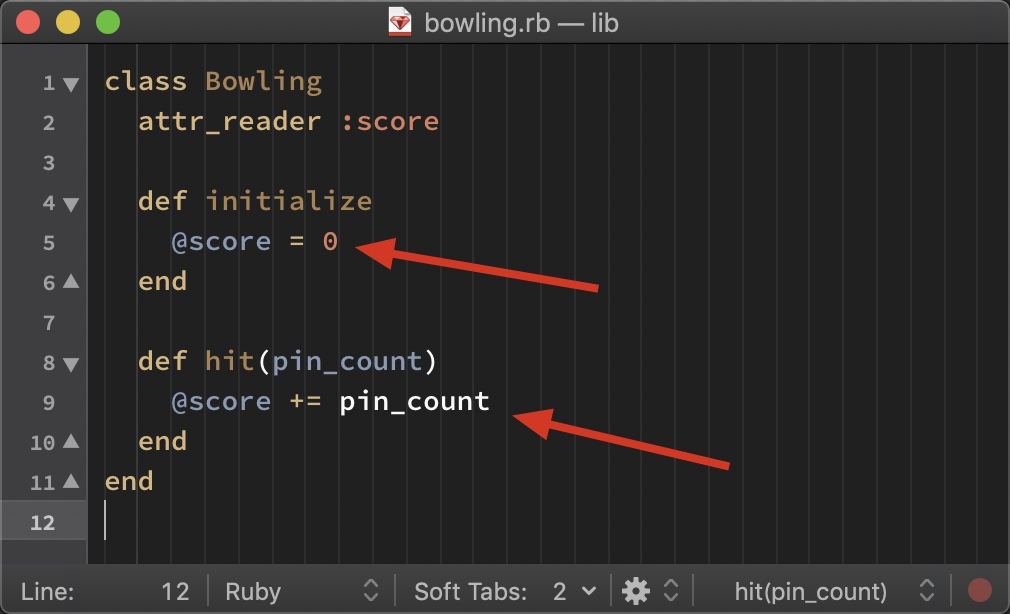 bowling.rb — lib
1 class Bowling
2   attr_reader :score
3
4   def initialize
5     @score = 0
6   end
7
8   def hit(pin_count)
9     @score += pin_count
10   end
11 end
12
Line: 12 Ruby Soft Tabs: 2 hit(pin_count)